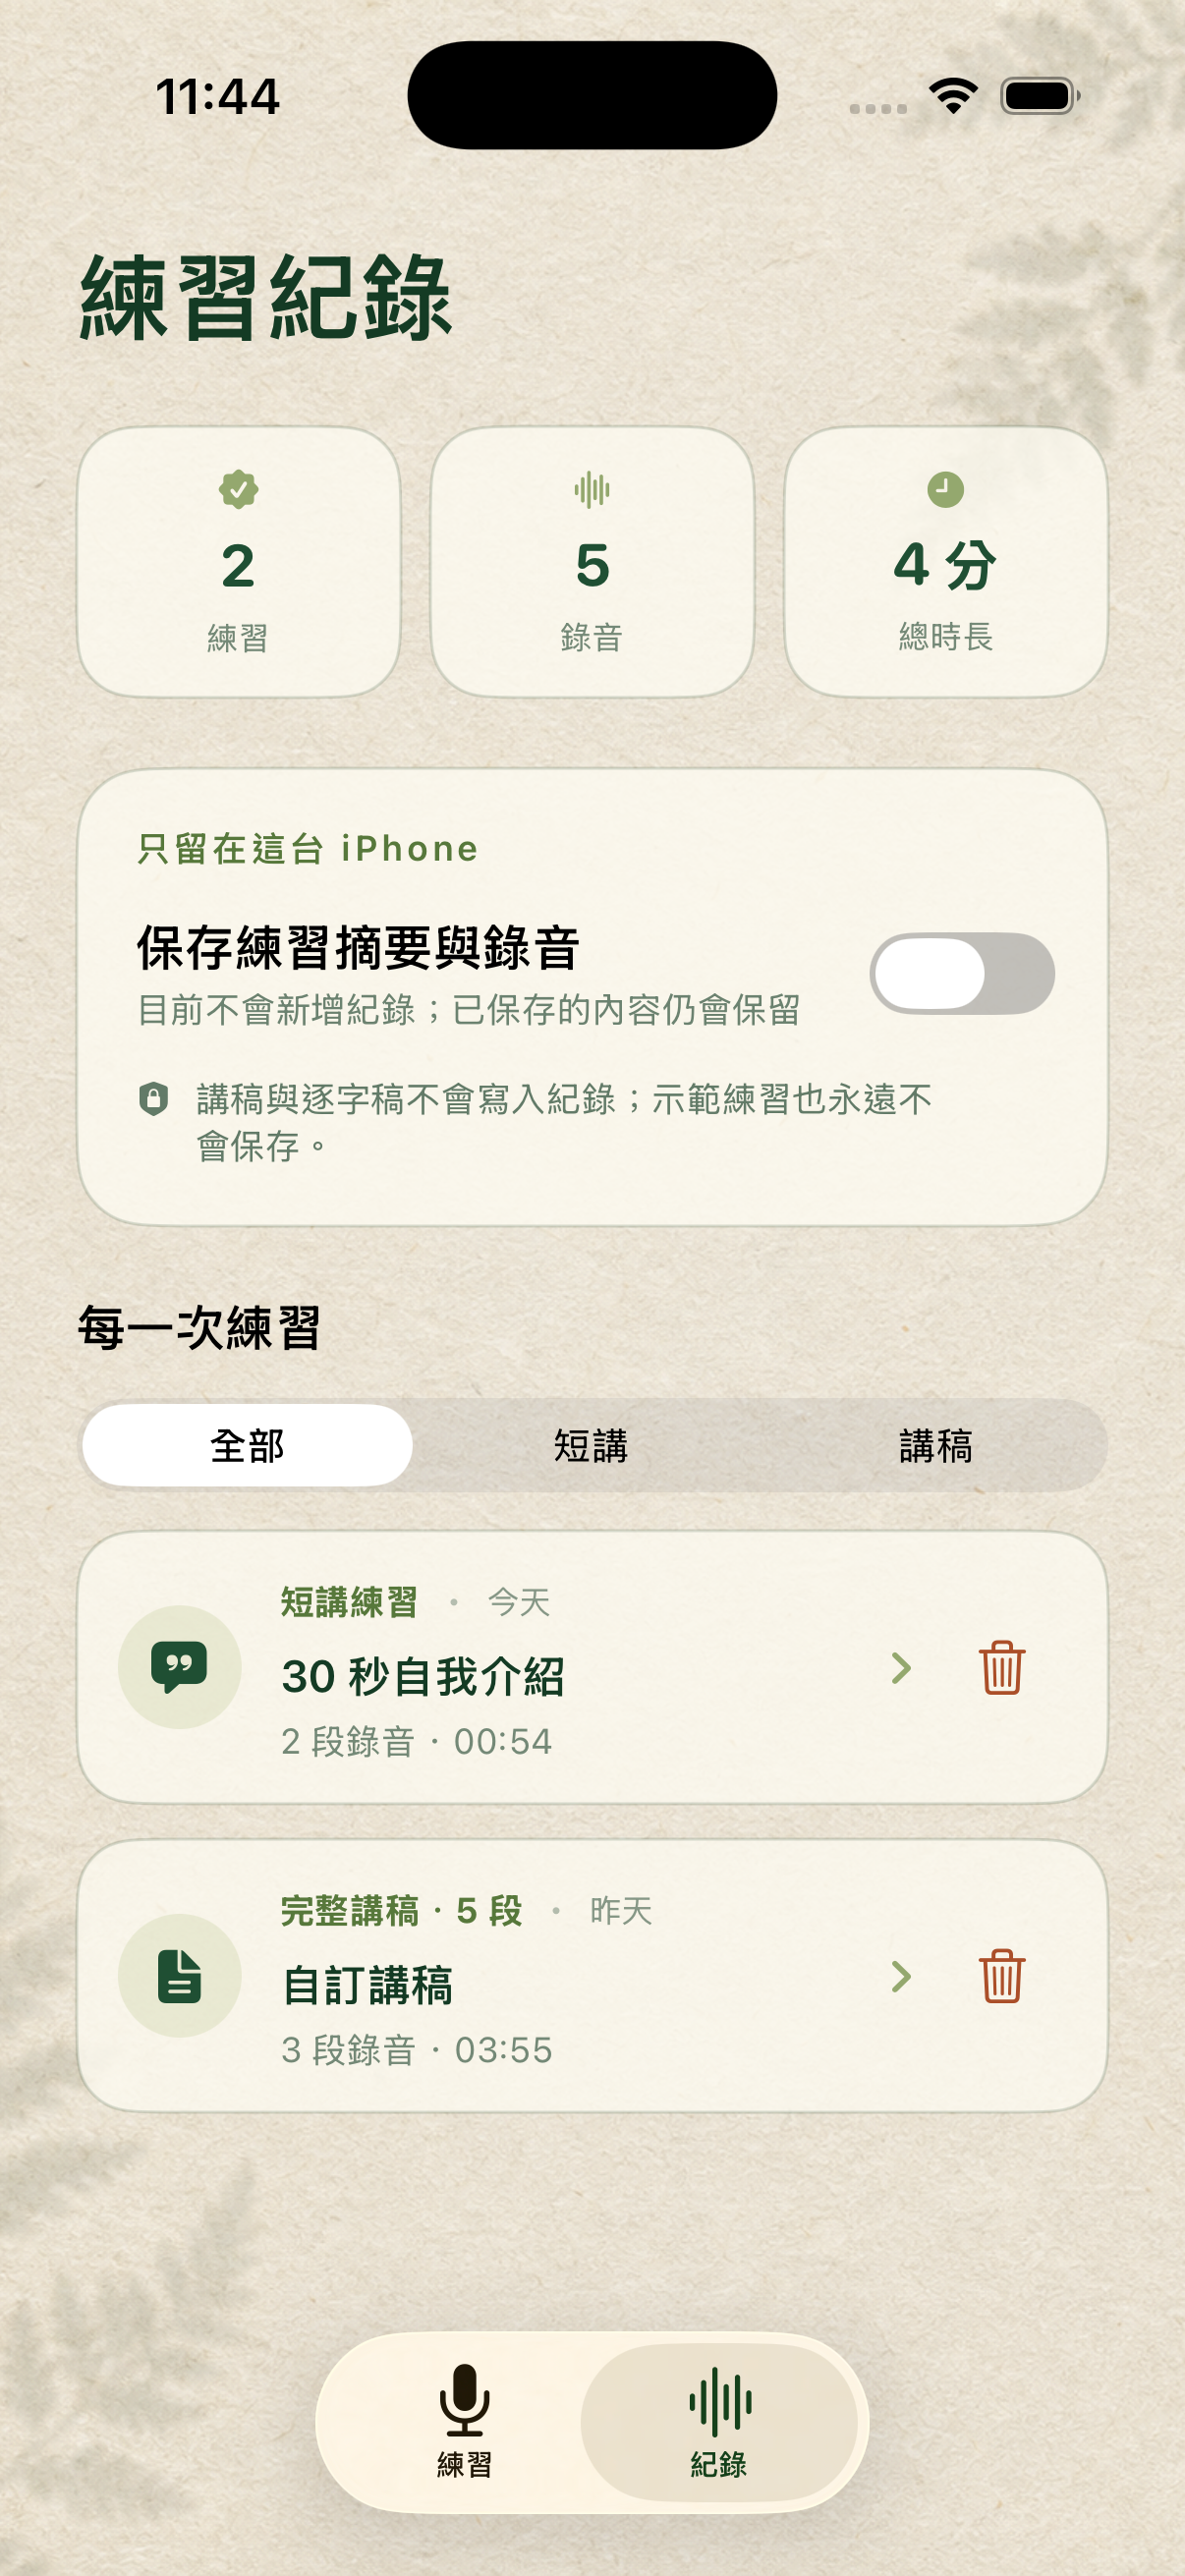 11:44
練習紀錄
2
練習
5
錄音
4 分
總時長
只留在這台 iPhone
保存練習摘要與錄音
目前不會新增紀錄；已保存的內容仍會保留
講稿與逐字稿不會寫入紀錄；示範練習也永遠不
會保存。
每一次練習
全部
短講
講稿
短講練習 · 今天
30 秒自我介紹
2 段錄音 · 00:54
完整講稿 · 5 段 · 昨天
自訂講稿
3 段錄音 · 03:55
練習
紀錄